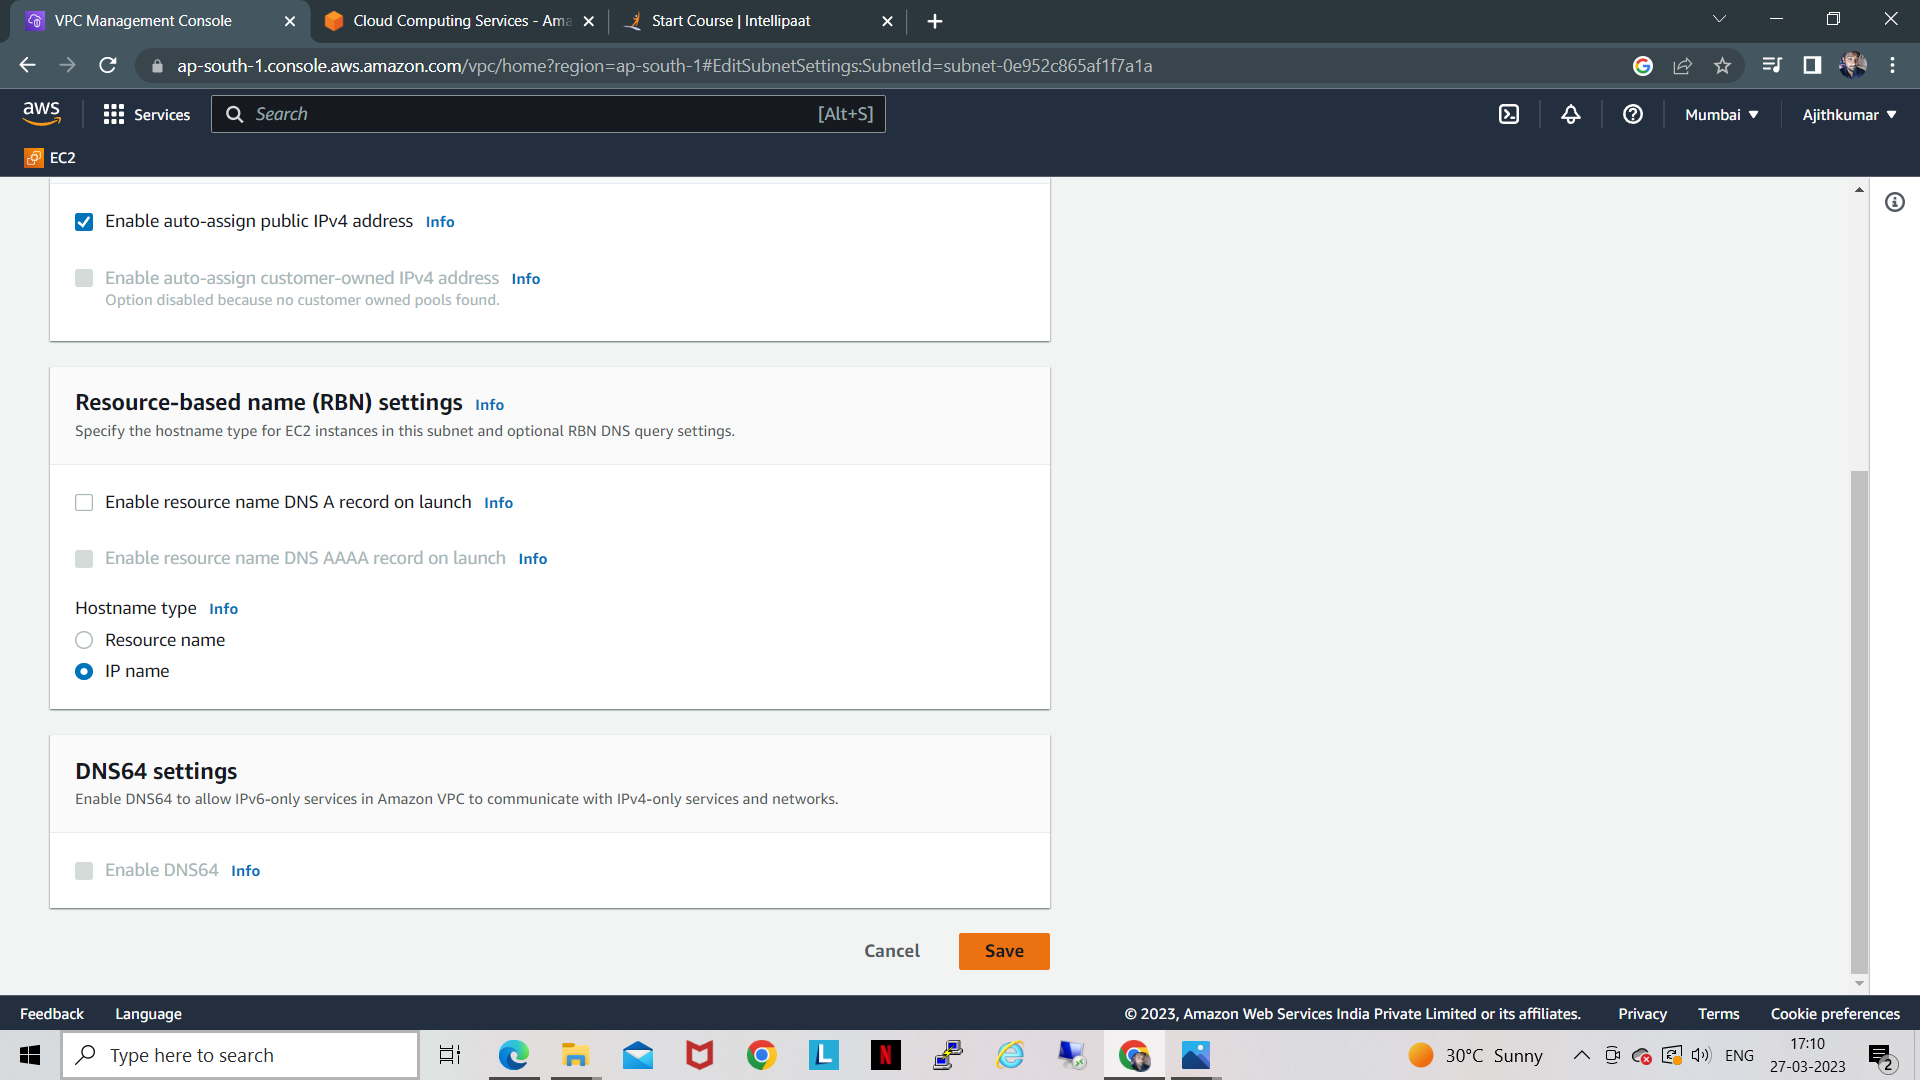 VPC Management Console
Cloud Computing Services - Ama
Start Course | Intellipaat
ap-south-1.console.aws.amazon.com/vpc/home?region=ap-south-1#EditSubnetSettings:SubnetId=subnet-0e952c865af1f7a1a
aws
Services
Search
[Alt+S]
Mumbai
Ajithkumar
EC2
Enable auto-assign public IPv4 address Info
Enable auto-assign customer-owned IPv4 address Info
Option disabled because no customer owned pools found.
Resource-based name (RBN) settings Info
Specify the hostname type for EC2 instances in this subnet and optional RBN DNS query settings.
Enable resource name DNS A record on launch Info
Enable resource name DNS AAAA record on launch Info
Hostname type Info
Resource name
IP name
DNS64 settings
Enable DNS64 to allow IPv6-only services in Amazon VPC to communicate with IPv4-only services and networks.
Enable DNS64 Info
Cancel
Save
Feedback
Language
© 2023, Amazon Web Services India Private Limited or its affiliates.
Privacy
Terms
Cookie preferences
Type here to search
L
N
30°C Sunny
ENG
17:10
27-03-2023
2